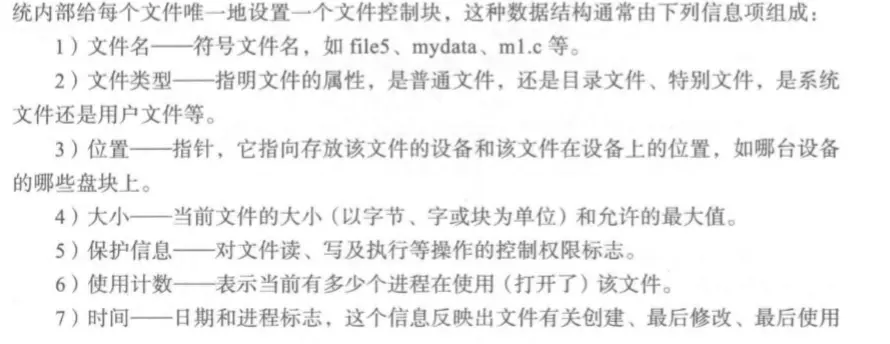 统内部给每个文件唯一地设置一个文件控制块，这种数据结构通常由下列信息项组成：
1）文件名——符号文件名，如 file5、mydata、m1.c 等。
2）文件类型——指明文件的属性，是普通文件，还是目录文件、特别文件，是系统
文件还是用户文件等。
3）位置——指针，它指向存放该文件的设备和该文件在设备上的位置，如哪台设备
的哪些盘块上。
4）大小——当前文件的大小（以字节、字或块为单位）和允许的最大值。
5）保护信息——对文件读、写及执行等操作的控制权限标志。
6）使用计数——表示当前有多少个进程在使用（打开了）该文件。
7）时间——日期和进程标志，这个信息反映出文件有关创建、最后修改、最后使用